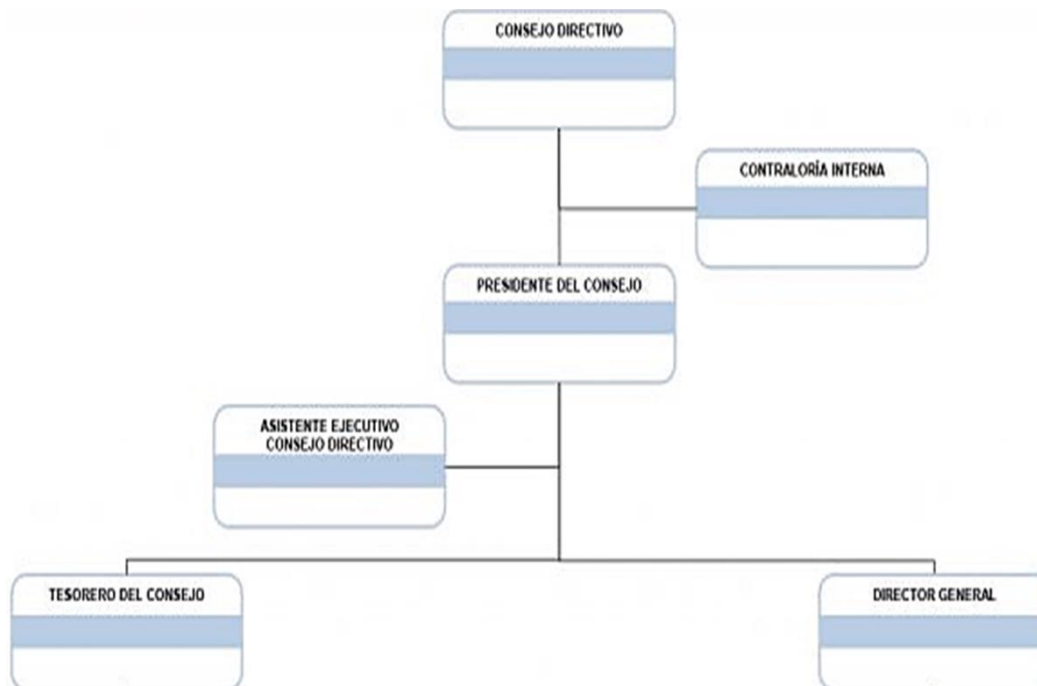 CONSEJO DIRECTIVO
CONTRALORÍA INTERNA
PRESIDENTE DEL CONSEJO
ASISTENTE EJECUTIVO
CONSEJO DIRECTIVO
TESORERO DEL CONSEJO
DIRECTOR GENERAL